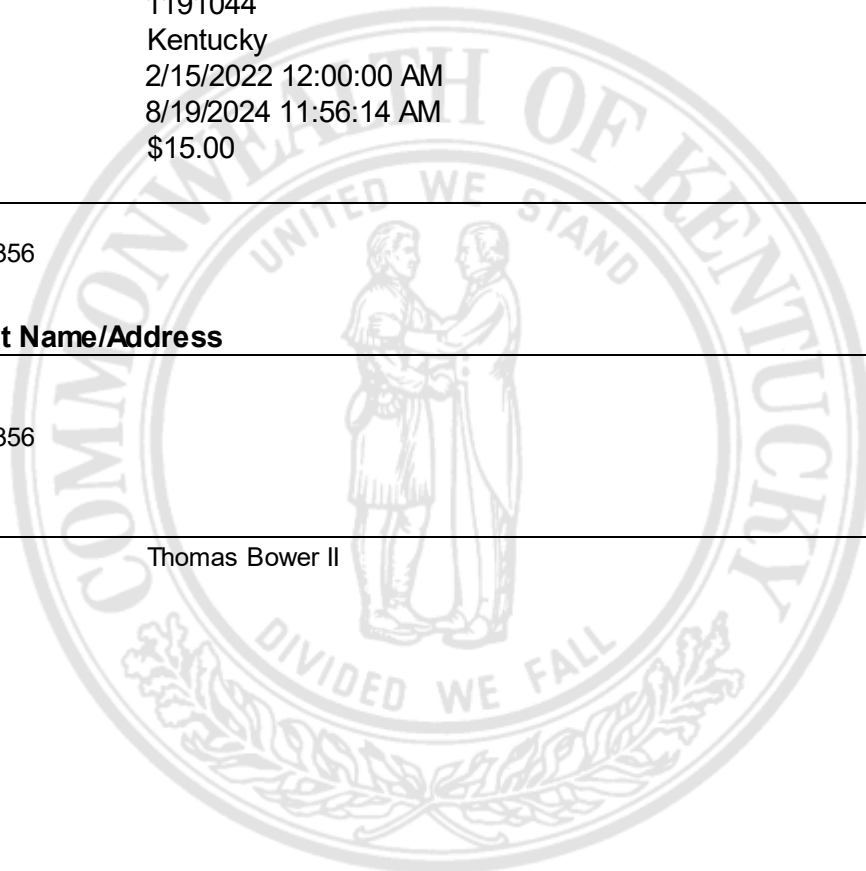 1191044
Kentucky
2/15/2022 12:00:00 AM
8/19/2024 11:56:14 AM
$15.00
356
t Name/Address
356
Thomas Bower II
COMMONWEALTH OF KENTUCKY
UNITED WE STAND
DIVIDED WE FALL